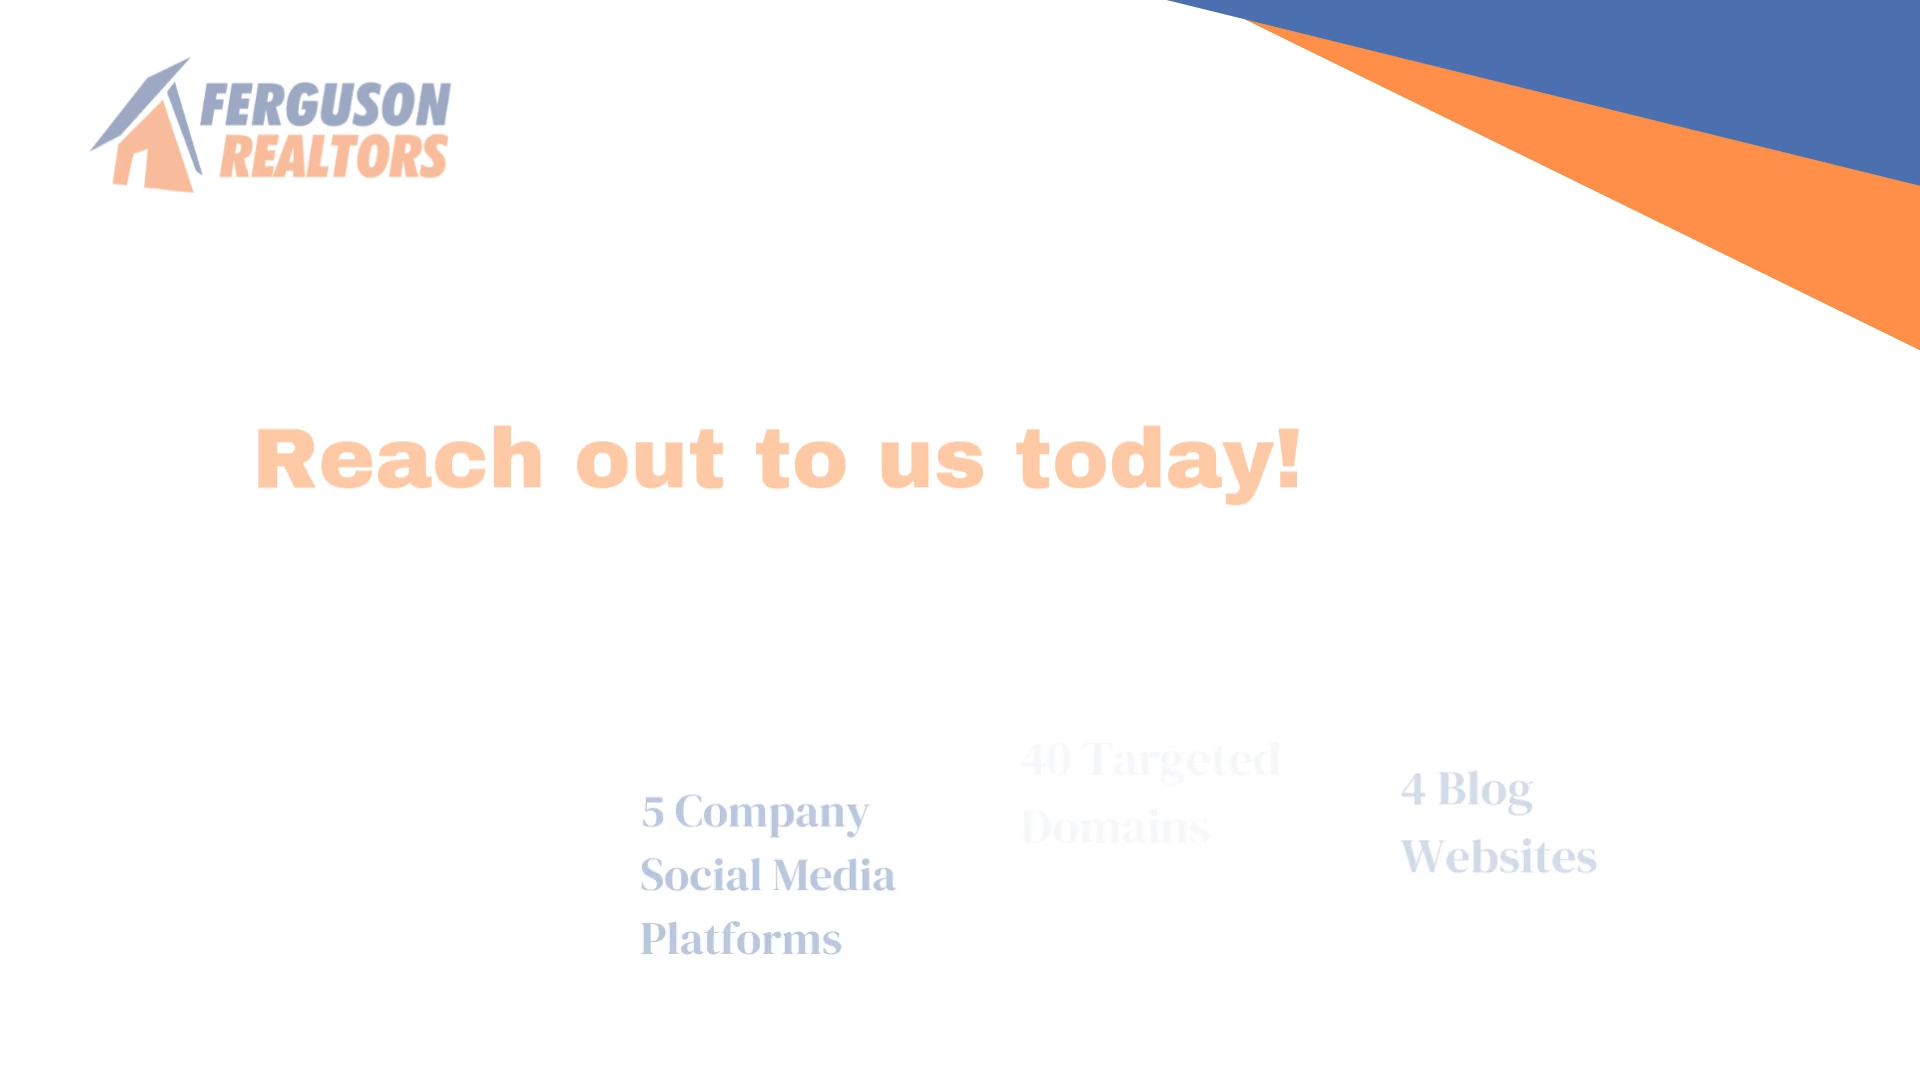 FERGUSON
REALTORS
Reach out to us today!
5 Company
Social Media
Platforms
40 Targeted
Domains
4 Blog
Websites